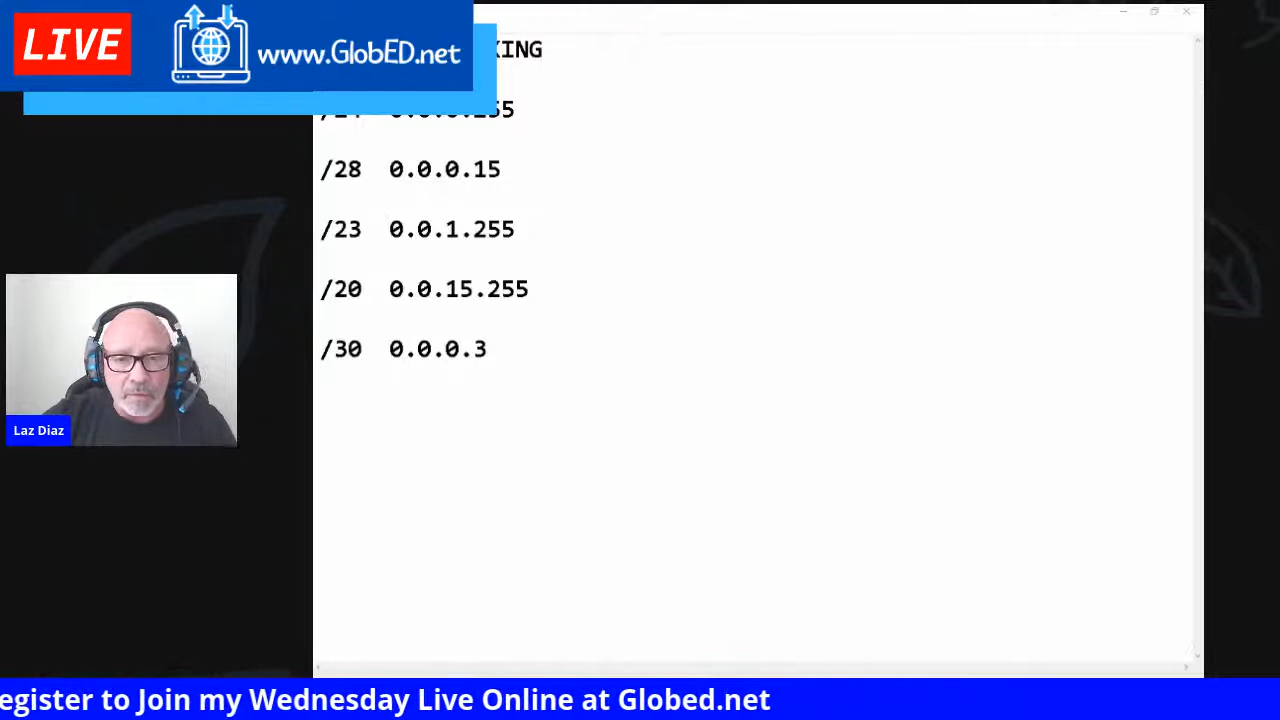 LIVE
www.GlobED.net
KING
/28 0.0.0.15
/23 0.0.1.255
/20 0.0.15.255
/30 0.0.0.3
Laz Diaz
egister to Join my Wednesday Live Online at Globed.net